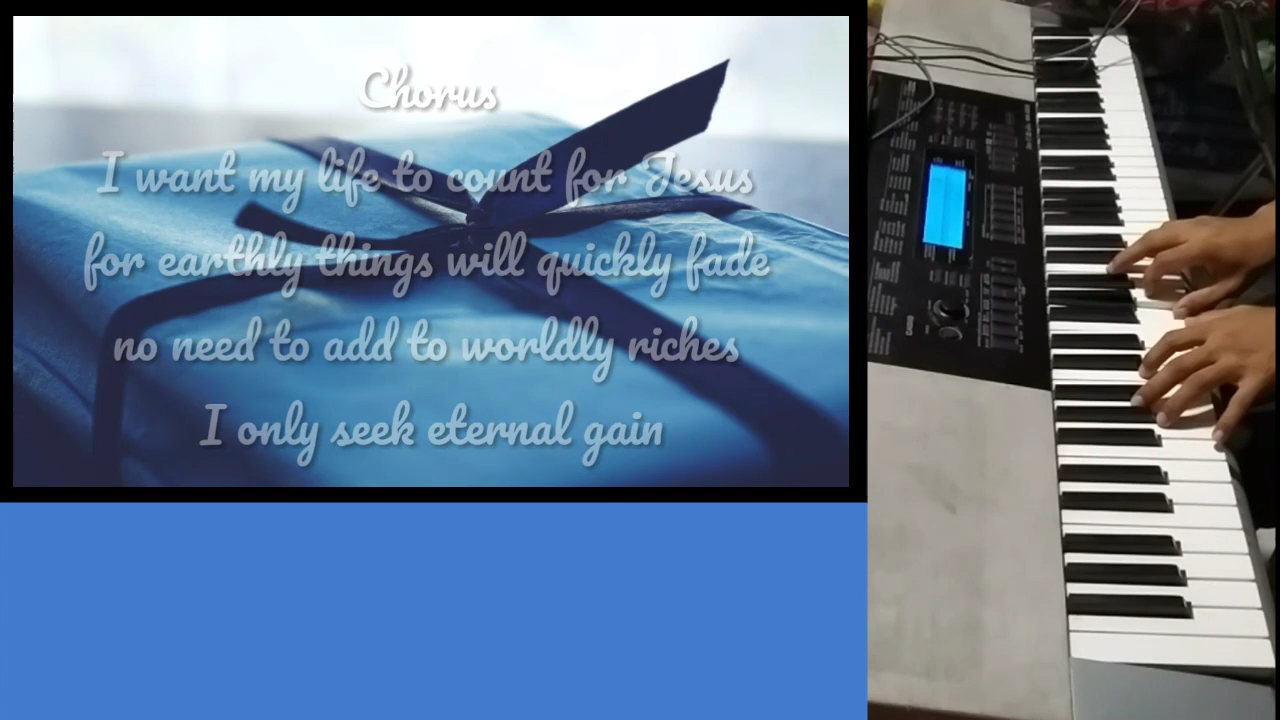 Chorus
I want my life to count for Jesus
for earthly things will quickly fade
no need to add to worldly riches
I only seek eternal gain